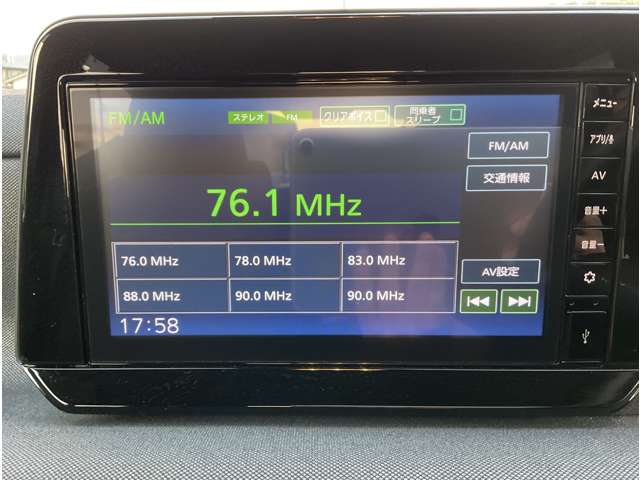 FM/AM ステレオ FM クリアボイス 同乗者スリープ
メニュー
アプリ/
FM/AM
AV
交通情報
76.1 MHz
音量+
音量-
76.0 MHz 78.0 MHz 83.0 MHz
AV設定
88.0 MHz 90.0 MHz 90.0 MHz
17:58